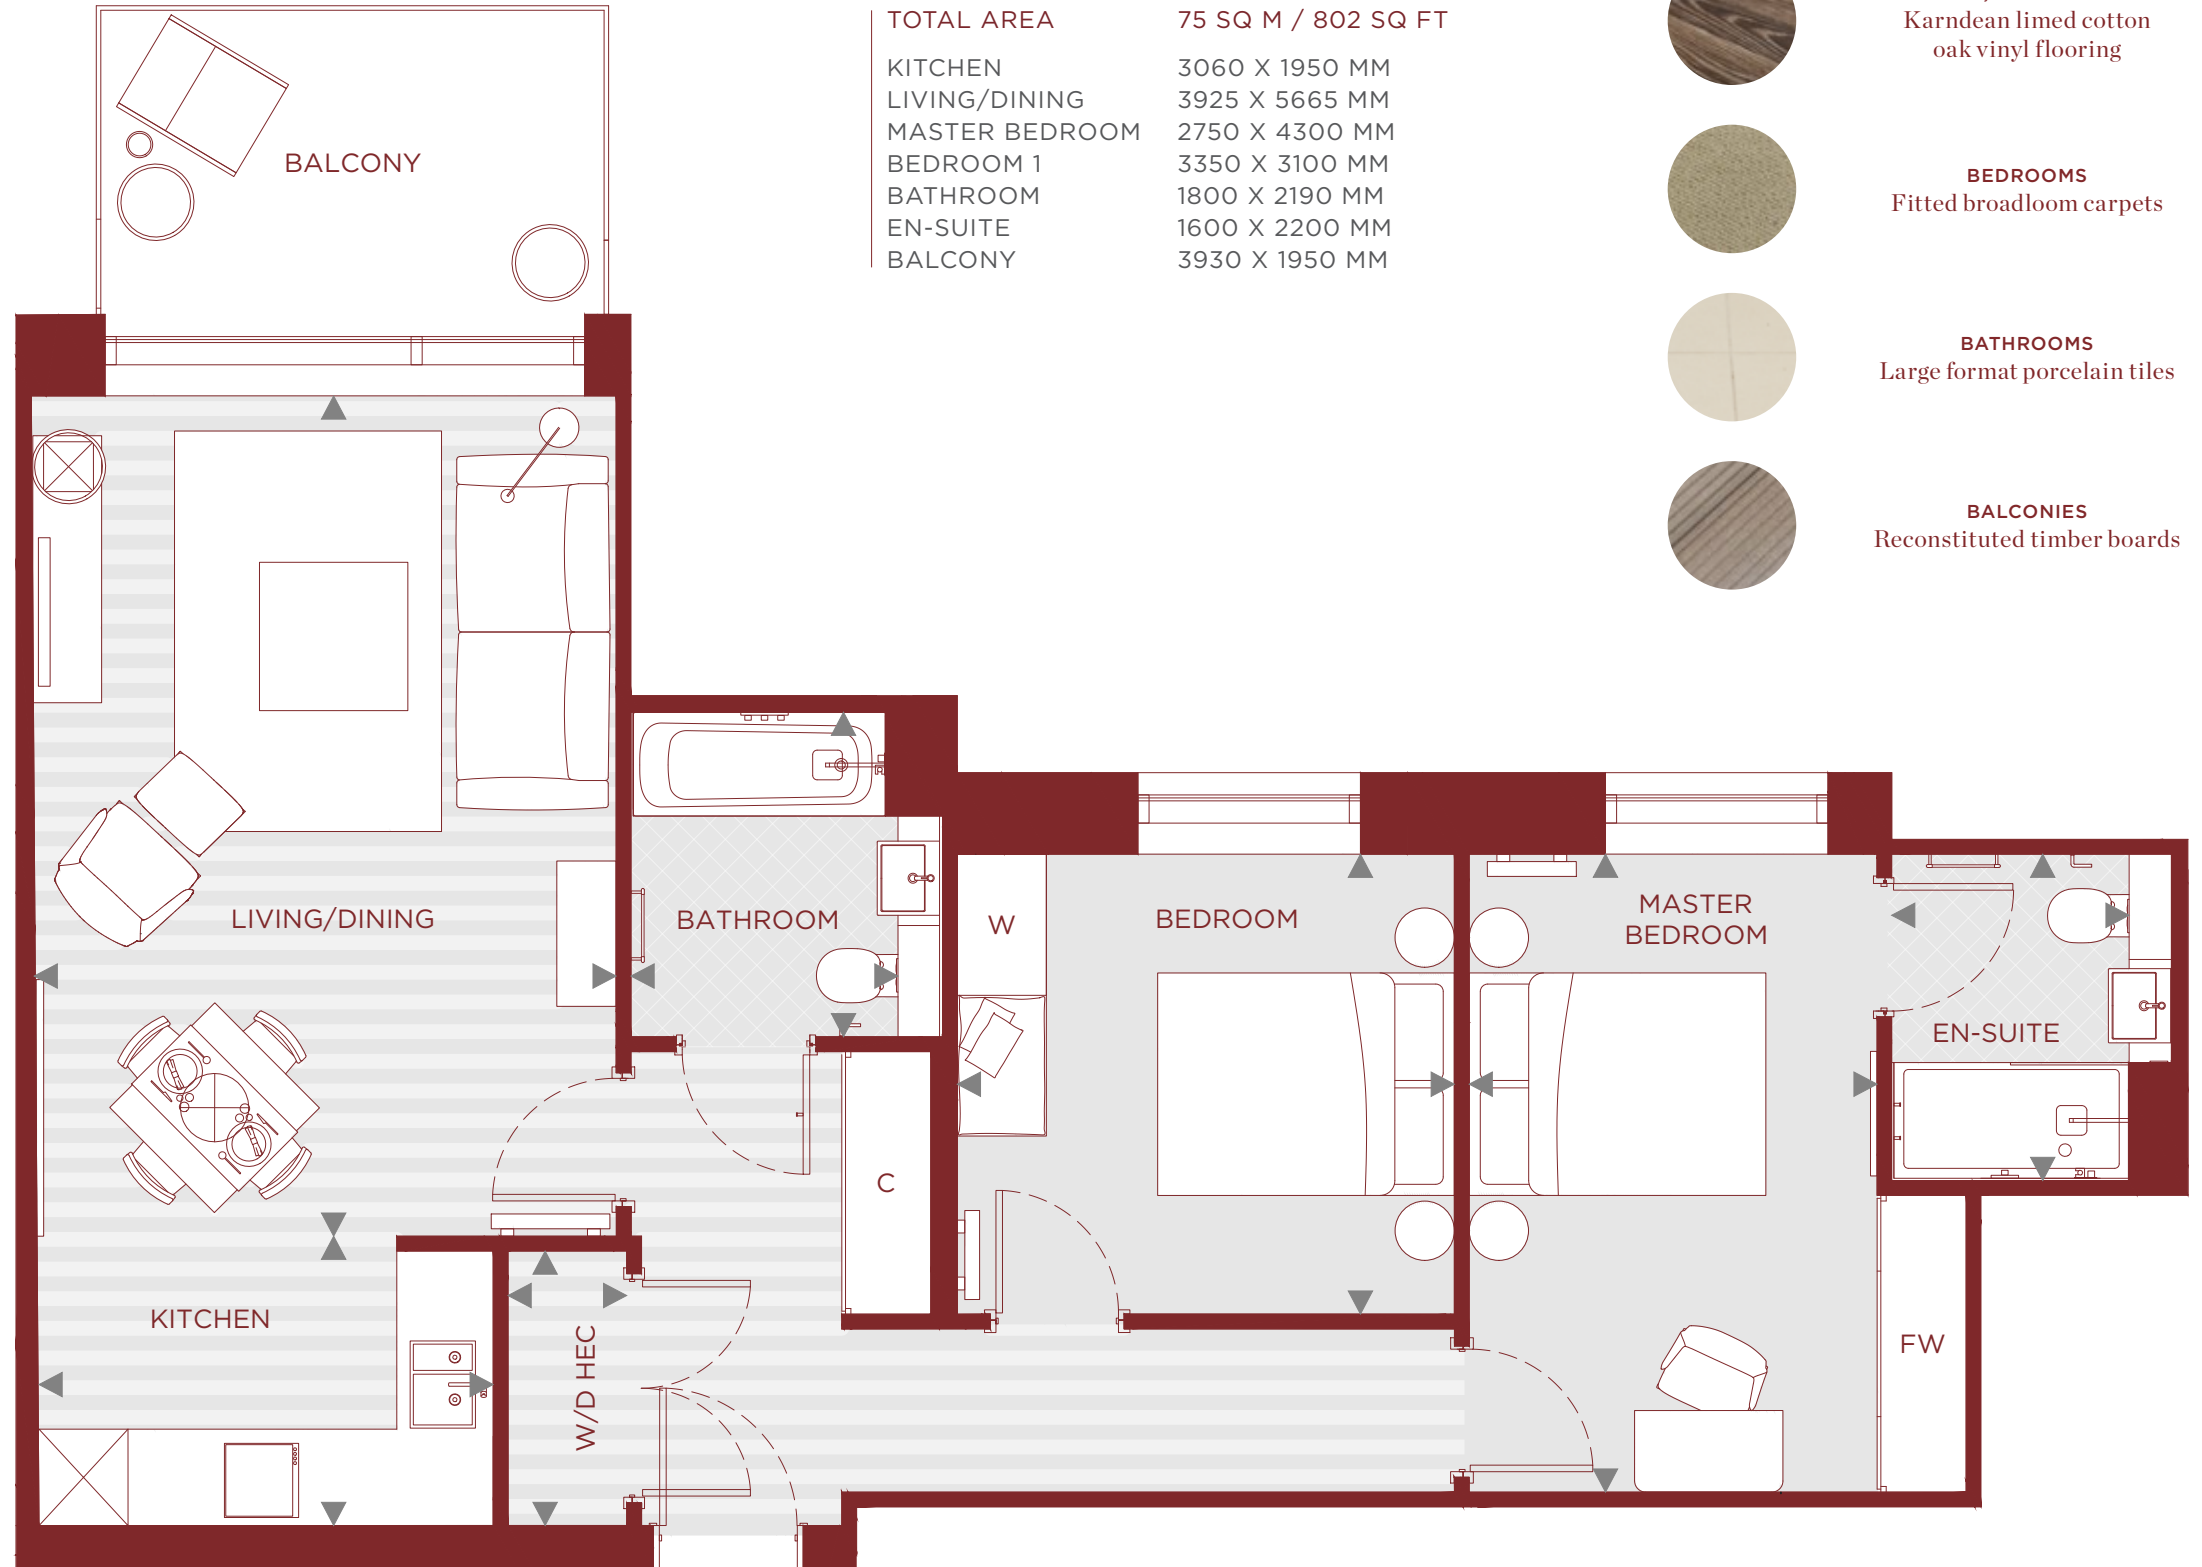 TOTAL AREA 75 SQ M / 802 SQ FT
KITCHEN 3060 X 1950 MM
LIVING/DINING 3925 X 5665 MM
MASTER BEDROOM 2750 X 4300 MM
BEDROOM 1 3350 X 3100 MM
BATHROOM 1800 X 2190 MM
EN-SUITE 1600 X 2200 MM
BALCONY 3930 X 1950 MM
Karndean limed cotton
oak vinyl flooring
BEDROOMS
Fitted broadloom carpets
BATHROOMS
Large format porcelain tiles
BALCONIES
Reconstituted timber boards
BALCONY
LIVING/DINING
BATHROOM
W
BEDROOM
MASTER
BEDROOM
EN-SUITE
C
KITCHEN
W/D HEC
FW